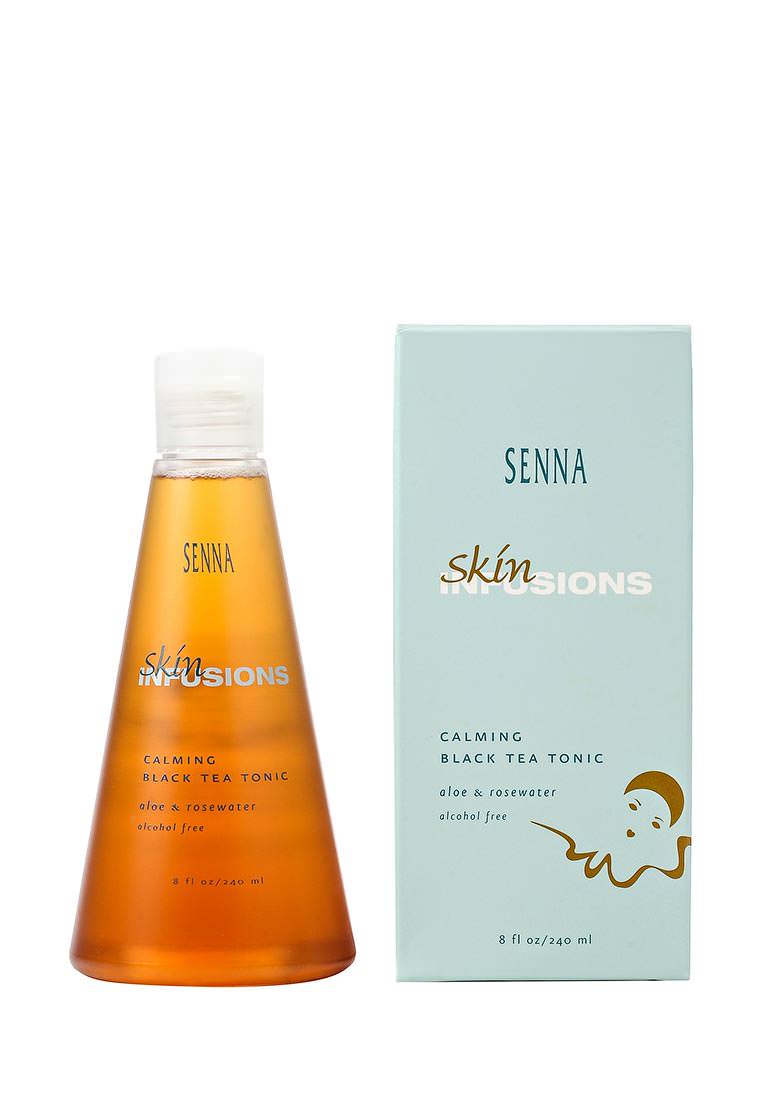 SENNA
skin
INFUSIONS
CALMING
BLACK TEA TONIC
aloe & rosewater
alcohol free
8 fl oz/240 ml
SENNA
skin
INFUSIONS
CALMING
BLACK TEA TONIC
aloe & rosewater
alcohol free
8 fl oz/240 ml